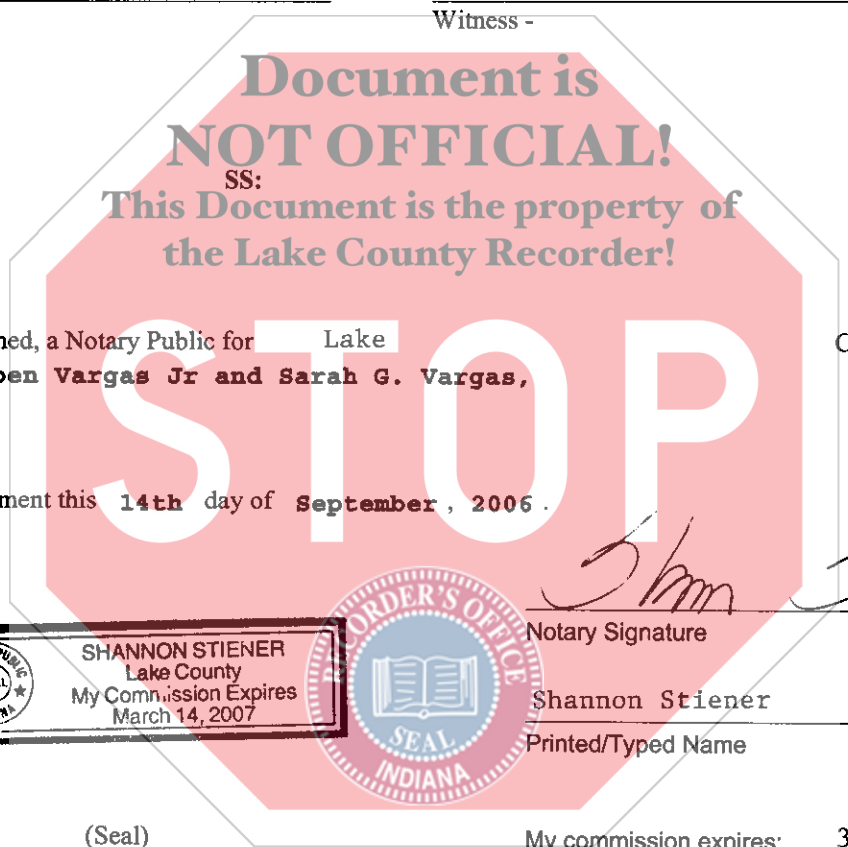 Witness -
Document is
NOT OFFICIAL!
SS:
This Document is the property of
the Lake County Recorder!
STOP
a Notary Public for Lake
Vargas Jr and Sarah G. Vargas,
this 14th day of September, 2006.
RECORDER'S OFFICE
SEAL
INDIANA
SHANNON STIENER
Lake County
My Commission Expires
March 14, 2007
Notary Signature
Shannon Stiener
Printed/Typed Name
(Seal)
My commission expires: 3